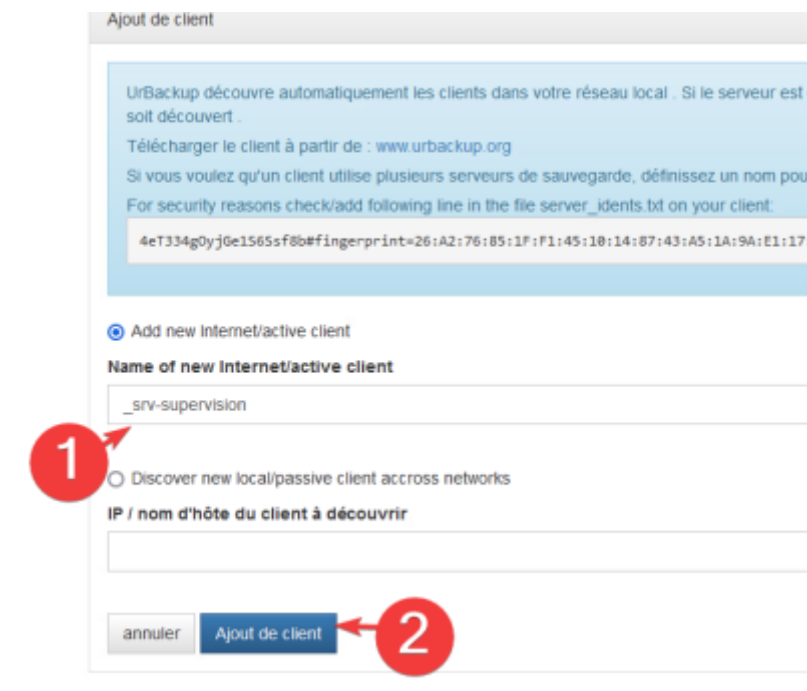 Ajout de client
UrBackup découvre automatiquement les clients dans votre réseau local . Si le serveur est
soit découvert .
Télécharger le client à partir de : www.urbackup.org
Si vous voulez qu'un client utilise plusieurs serveurs de sauvegarde, définissez un nom pou
For security reasons check/add following line in the file server_idents.txt on your client:
4eT334gOyjGe1S65sf8b#fingerprint=26:A2:76:85:1F:F1:45:10:14:87:43:A5:1A:9A:E1:17
Add new Internet/active client
Name of new Internet/active client
_srv-supervision
1
Discover new local/passive client accross networks
IP / nom d'hôte du client à découvrir
annuler
Ajout de client
2